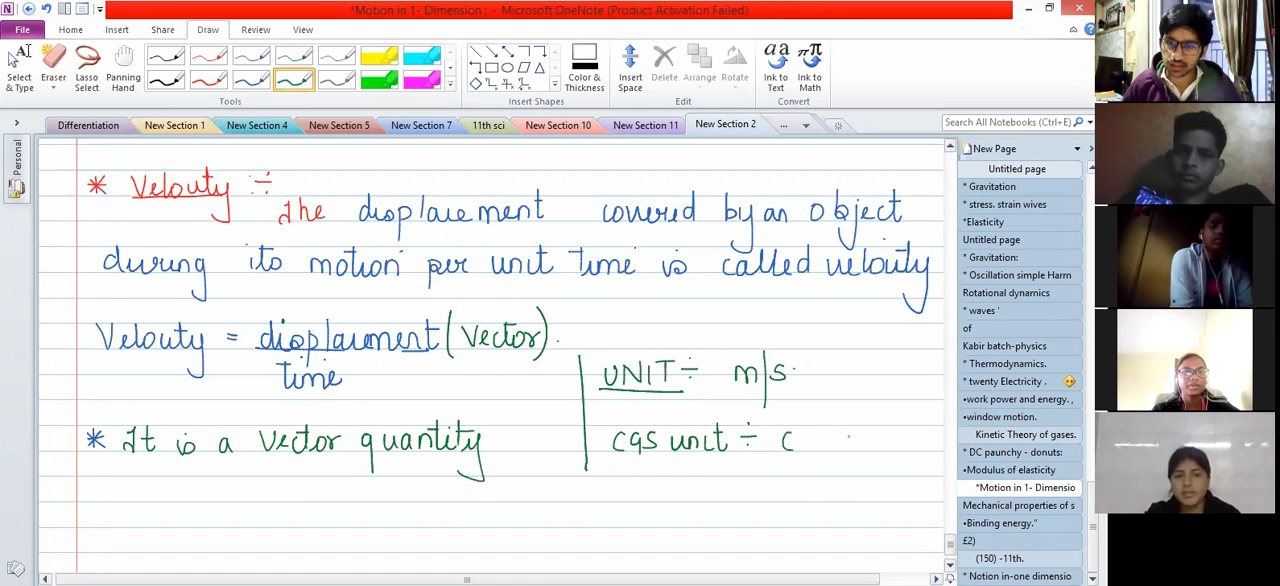 *Motion in 1- Dimension : - Microsoft OneNote (Product Activation Failed)
File Home Insert Share Draw Review View
Select & Type Eraser Lasso Select Panning Hand
Color & Thickness Insert Space Delete Arrange Rotate Ink to Text Ink to Math
Tools Insert Shapes Edit Convert
Differentiation New Section 1 New Section 4 New Section 5 New Section 7 11th sci New Section 10 New Section 11 New Section 2 ... Search All Notebooks (Ctrl+E)
Personal
* Velouty ÷
The displacement covered by an object
during its motion per unit time is called velouty
Velouty = displacement (Vector).
time
UNIT ÷ m|s.
* It is a vector quantity
CGS unit ÷ C
New Page
Untitled page
* Gravitation
* stress. strain wives
*Elasticity
Untitled page
* Gravitation:
* Oscillation simple Harm
Rotational dynamics
* waves '
of
Kabir batch-physics
* Thermodynamics.
* twenty Electricity .
•work power and energy. ,
•window motion.
Kinetic Theory of gases.
* DC paunchy - donuts:
•Modulus of elasticity
*Motion in 1- Dimensio
Mechanical properties of s
•Binding energy."
£2)
(150) -11th.
* Notion in-one dimensio